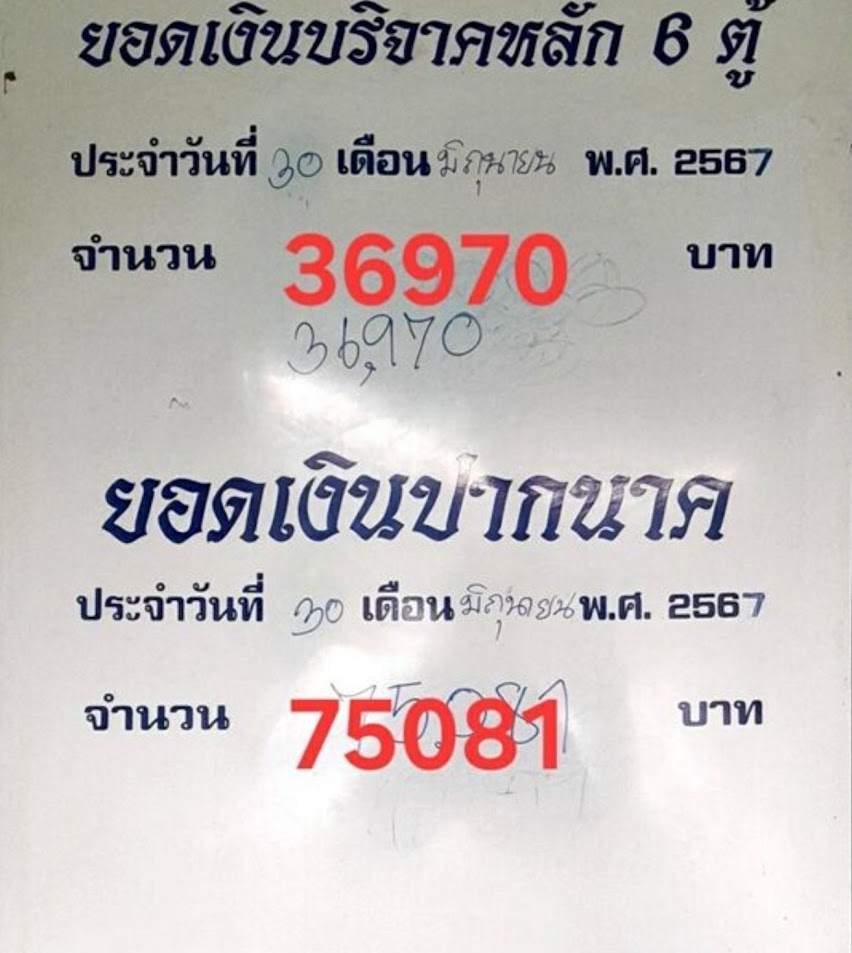 ยอดเงินบริจาคหลัก 6 ตู้
ประจำวันที่ 30 เดือน มิถุนายน พ.ศ. 2567
จำนวน 36970 บาท
36,970
ยอดเงินปากนาค
ประจำวันที่ 30 เดือน มิถุนายน พ.ศ. 2567
จำนวน 75081 บาท
75,081